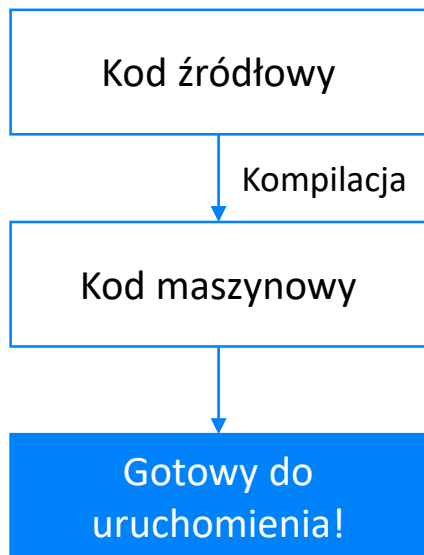 Kod źródłowy
Kompilacja
Kod maszynowy
Gotowy do
uruchomienia!